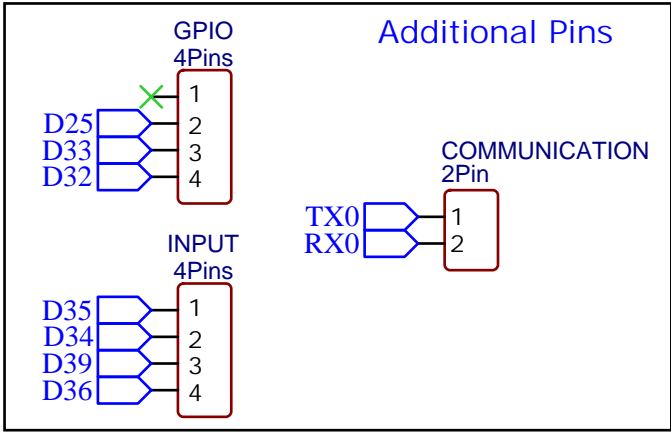 Additional Pins
GPIO
4Pins
1
D25 2
D33 3
D32 4
COMMUNICATION
2Pin
TX0 1
RX0 2
INPUT
4Pins
D35 1
D34 2
D39 3
D36 4